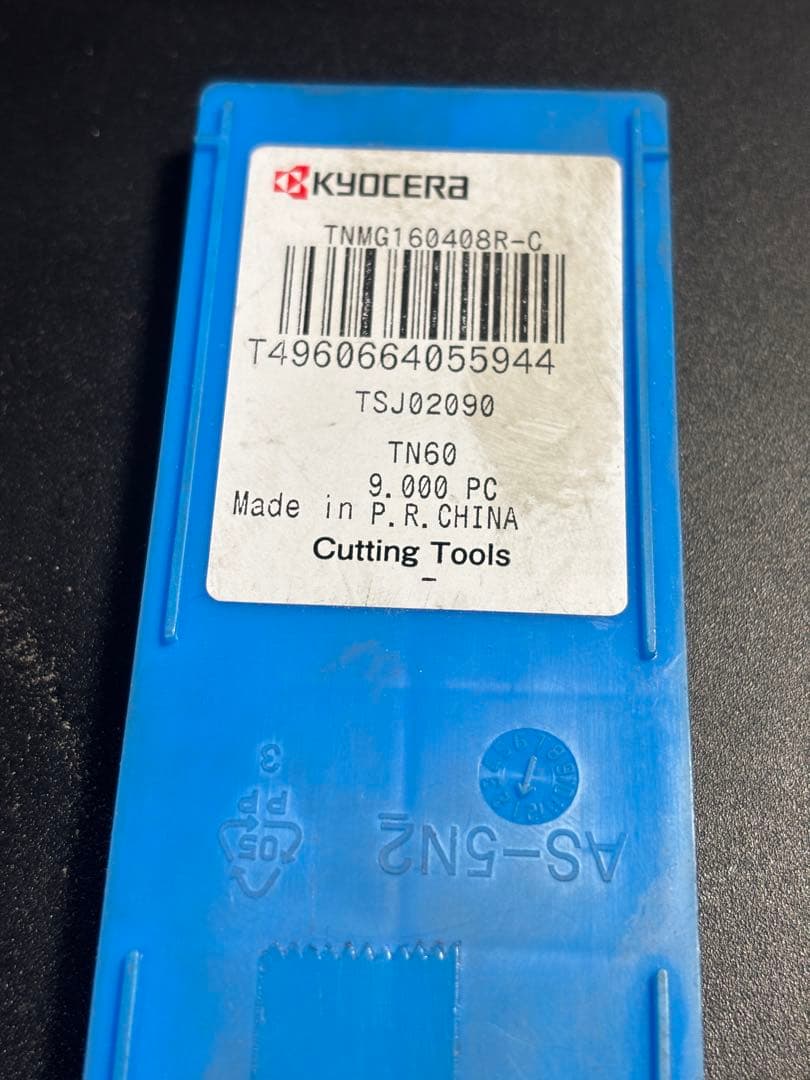 KYOCERA
TNMG160408R-C
T4960664055944
TSJ02090
TN60
9.000 PC
Made in P.R.CHINA
Cutting Tools
-
3
PP
05
AS-5N2